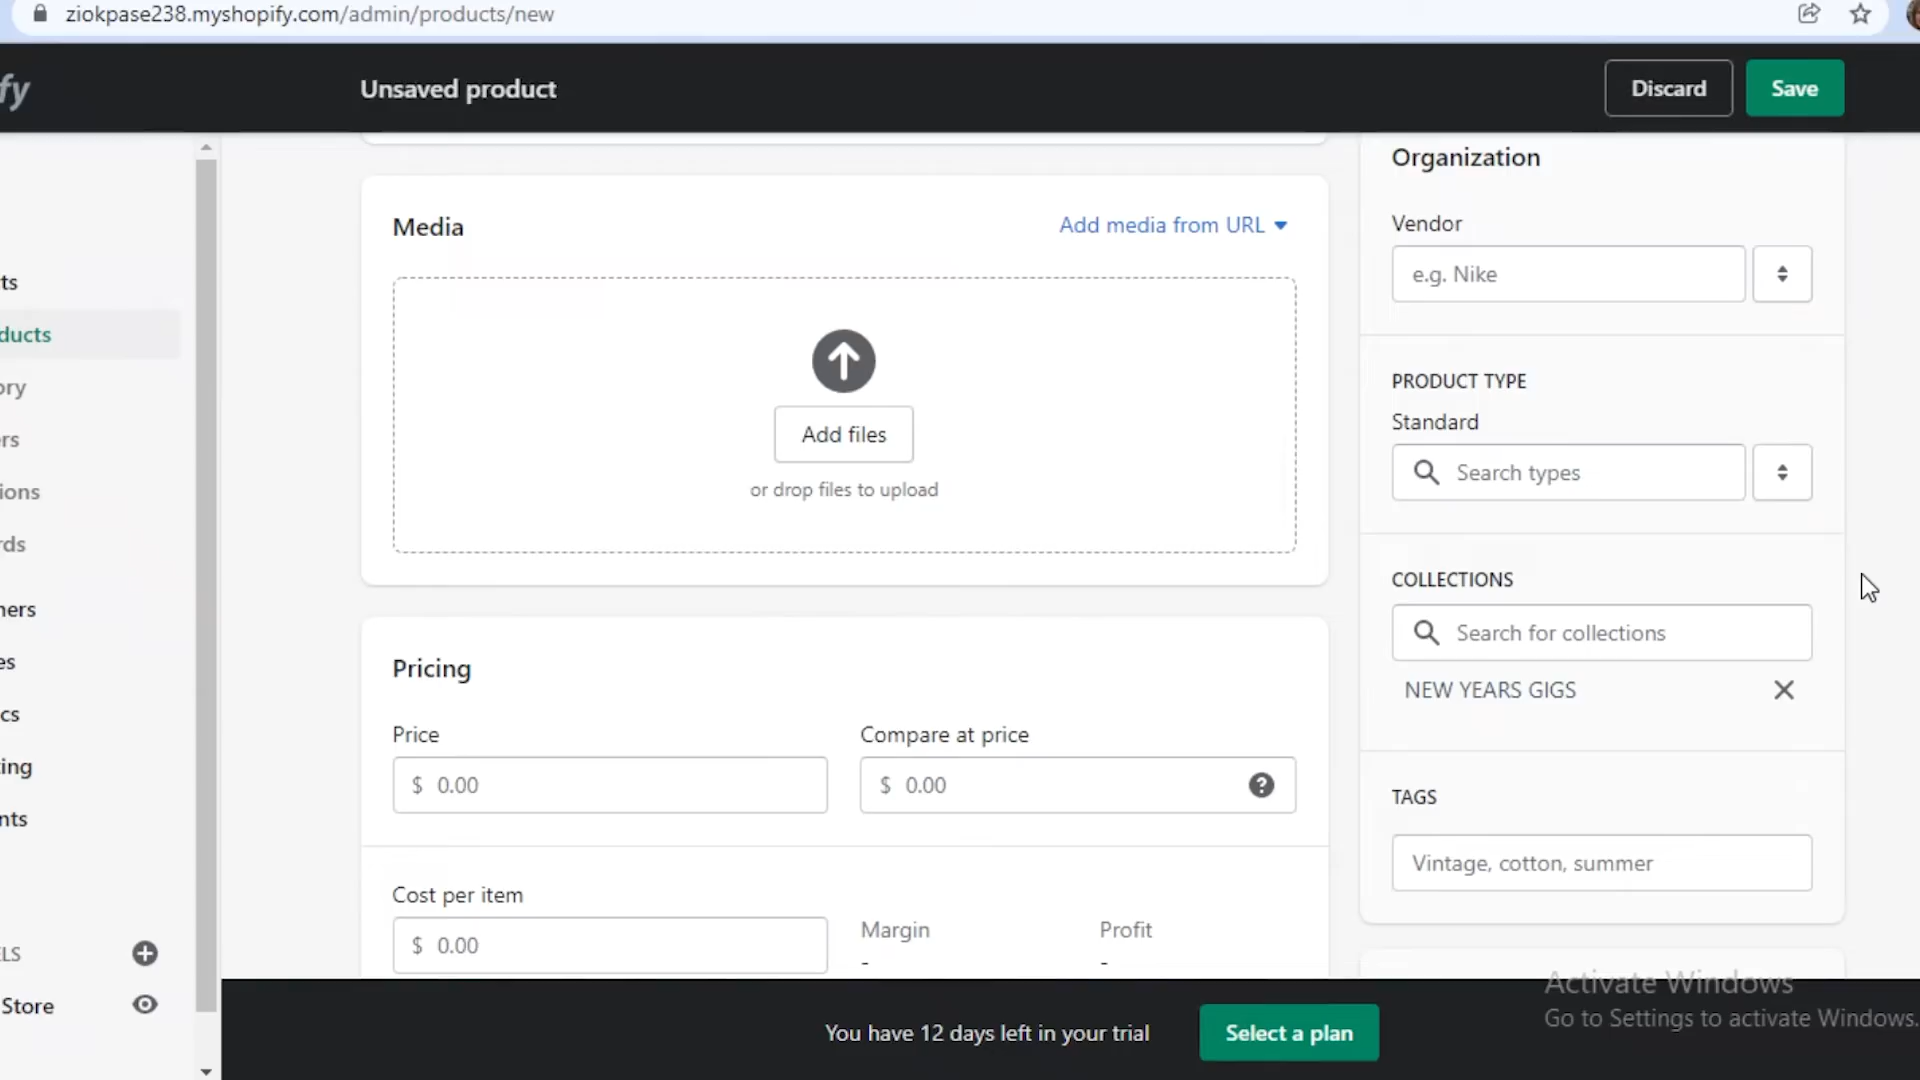 ziokpase238.myshopify.com/admin/products/new
fy
Unsaved product
Discard
Save
ts
ducts
ory
ers
ions
rds
ners
es
cs
ing
nts
ELS
Store
Media
Add media from URL
Add files
or drop files to upload
Pricing
Price
Compare at price
$ 0.00
$ 0.00
?
Cost per item
$ 0.00
Margin
-
Profit
-
Organization
Vendor
e.g. Nike
PRODUCT TYPE
Standard
Search types
COLLECTIONS
Search for collections
NEW YEARS GIGS
TAGS
Vintage, cotton, summer
You have 12 days left in your trial
Select a plan
Activate Windows
Go to Settings to activate Windows.